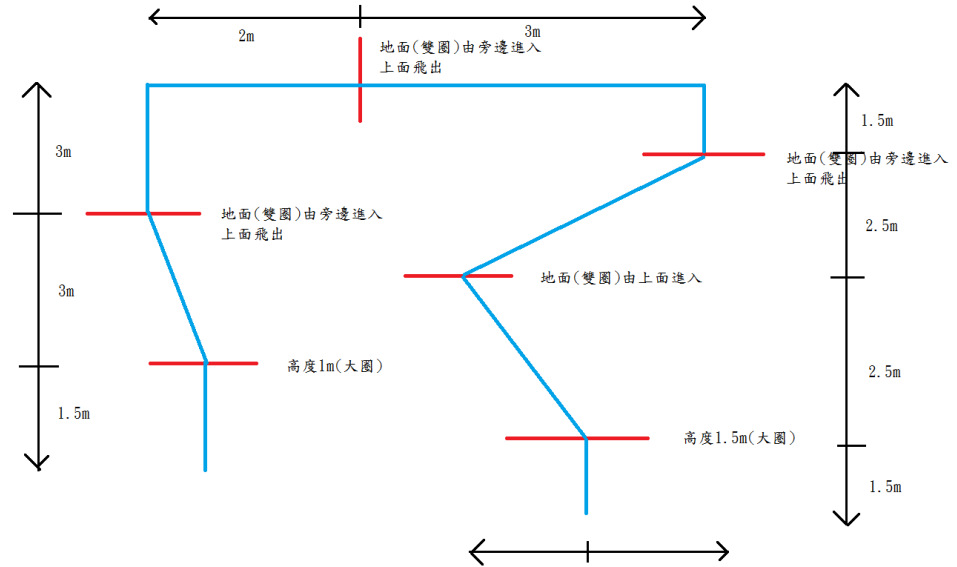 2m
3m
地面(雙圈)由旁邊進入
上面飛出
3m
1.5m
地面(雙圈)由旁邊進入
上面飛出
地面(雙圈)由旁邊進入
上面飛出
2.5m
地面(雙圈)由上面進入
3m
高度1m(大圈)
2.5m
1.5m
高度1.5m(大圈)
1.5m